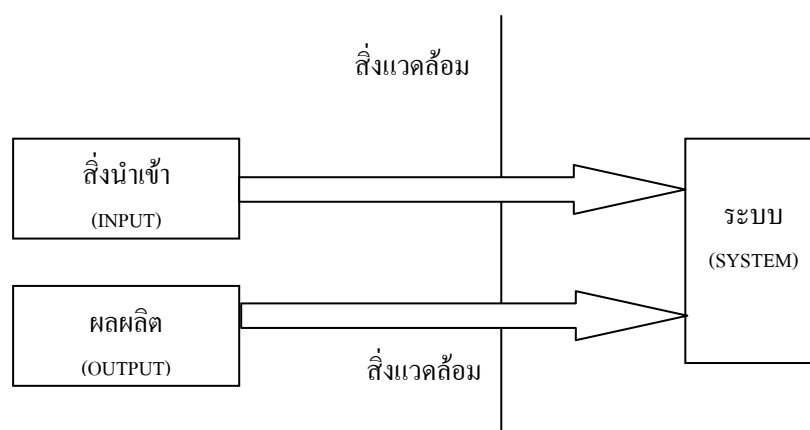 สิ่งแวดล้อม
สิ่งนำเข้า
(INPUT)
ระบบ
(SYSTEM)
ผลผลิต
(OUTPUT)
สิ่งแวดล้อม